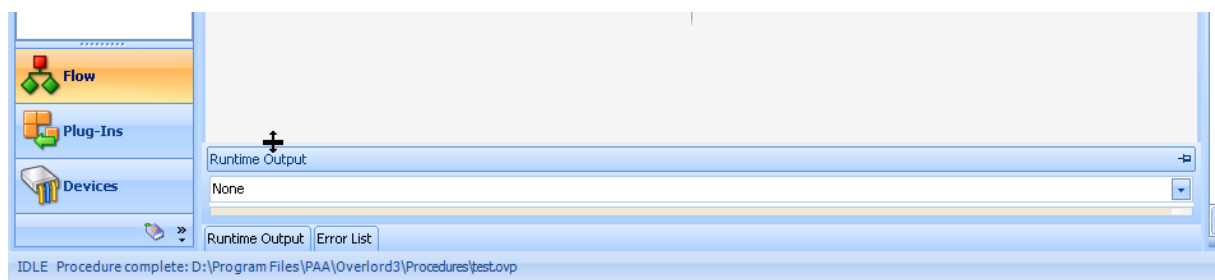 Flow
Plug-Ins
Devices
Runtime Output
None
Runtime Output Error List
IDLE Procedure complete: D:\Program Files\PAA\Overlord3\Procedures\test.ovp